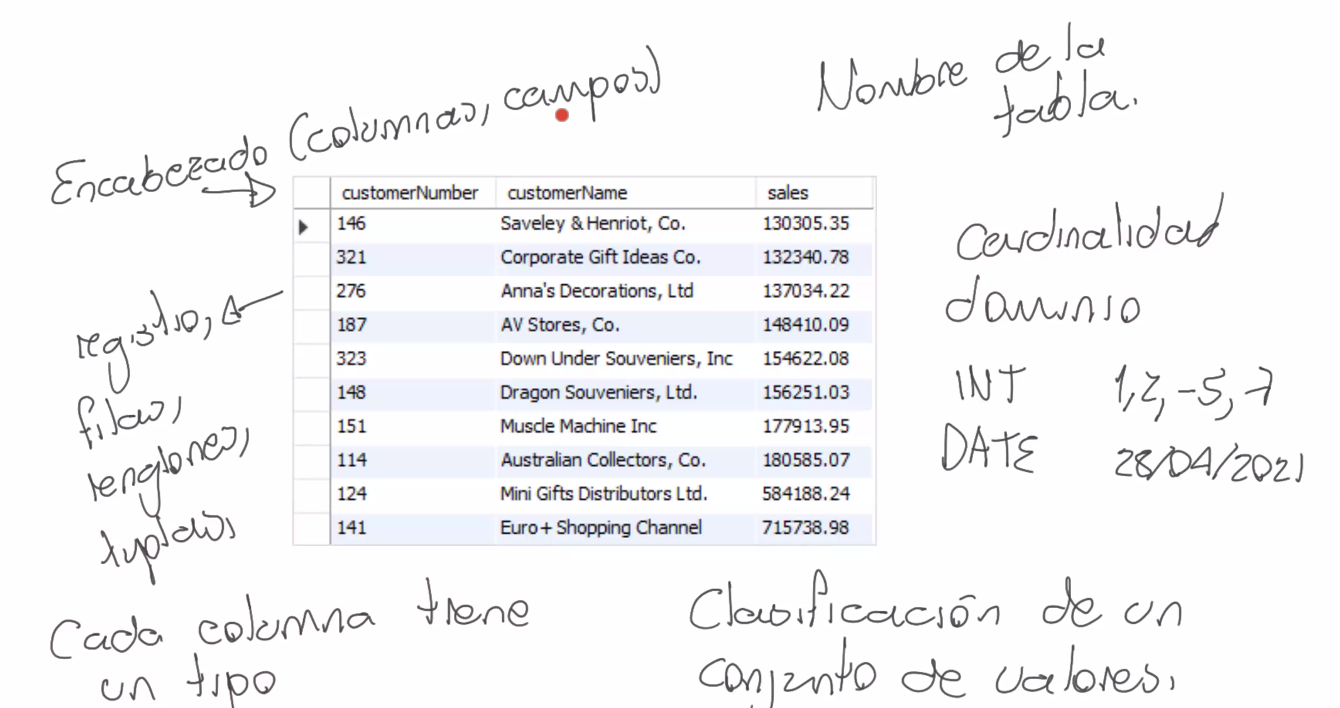 Nombre de la
tabla.
Encabezado (columnas, campos)
customerNumber customerName sales
146 Saveley & Henriot, Co. 130305.35
321 Corporate Gift Ideas Co. 132340.78
276 Anna's Decorations, Ltd 137034.22
187 AV Stores, Co. 148410.09
323 Down Under Souveniers, Inc 154622.08
148 Dragon Souveniers, Ltd. 156251.03
151 Muscle Machine Inc 177913.95
114 Australian Collectors, Co. 180585.07
124 Mini Gifts Distributors Ltd. 584188.24
141 Euro+ Shopping Channel 715738.98
registro,
filas,
renglones,
tuplas,
Cardinalidad
dominio
INT 1, 2, -5, 7
DATE 28/04/2021
Cada columna tiene
un tipo
Clasificación de un
conjunto de valores.